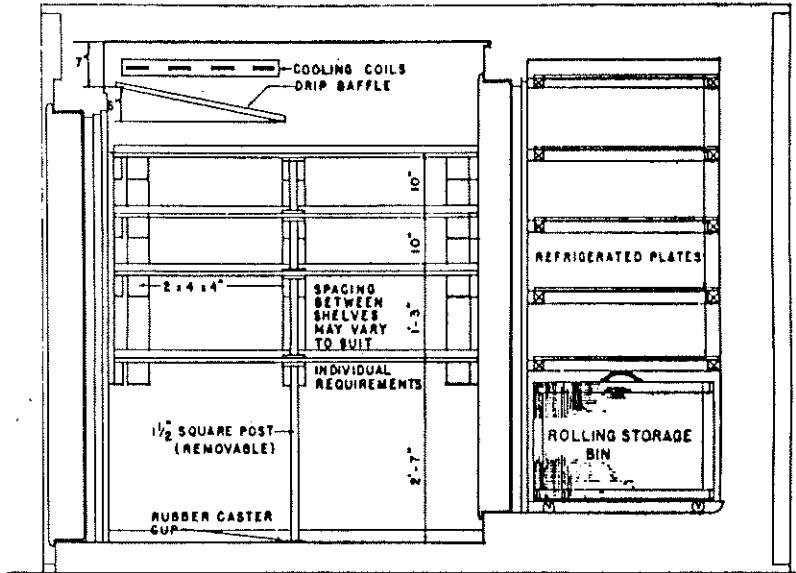 7"
COOLING COILS
DRIP BAFFLE
10"
10"
REFRIGERATED PLATES
2 x 4 x 4"
SPACING
BETWEEN
SHELVES
MAY VARY
TO SUIT
INDIVIDUAL
REQUIREMENTS
1'-3"
1½" SQUARE POST
(REMOVABLE)
ROLLING STORAGE
BIN
2'-7"
RUBBER CASTER
CUP